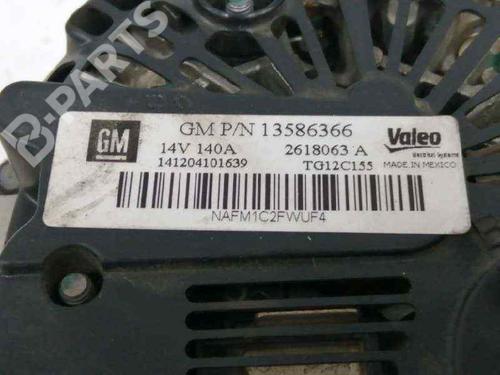 B-PARTS
GM
GM P/N 13586366
14V 140A
2618063 A
141204101639
TG12C155
Valeo
MADE IN MEXICO
NAFM1C2FWUF4